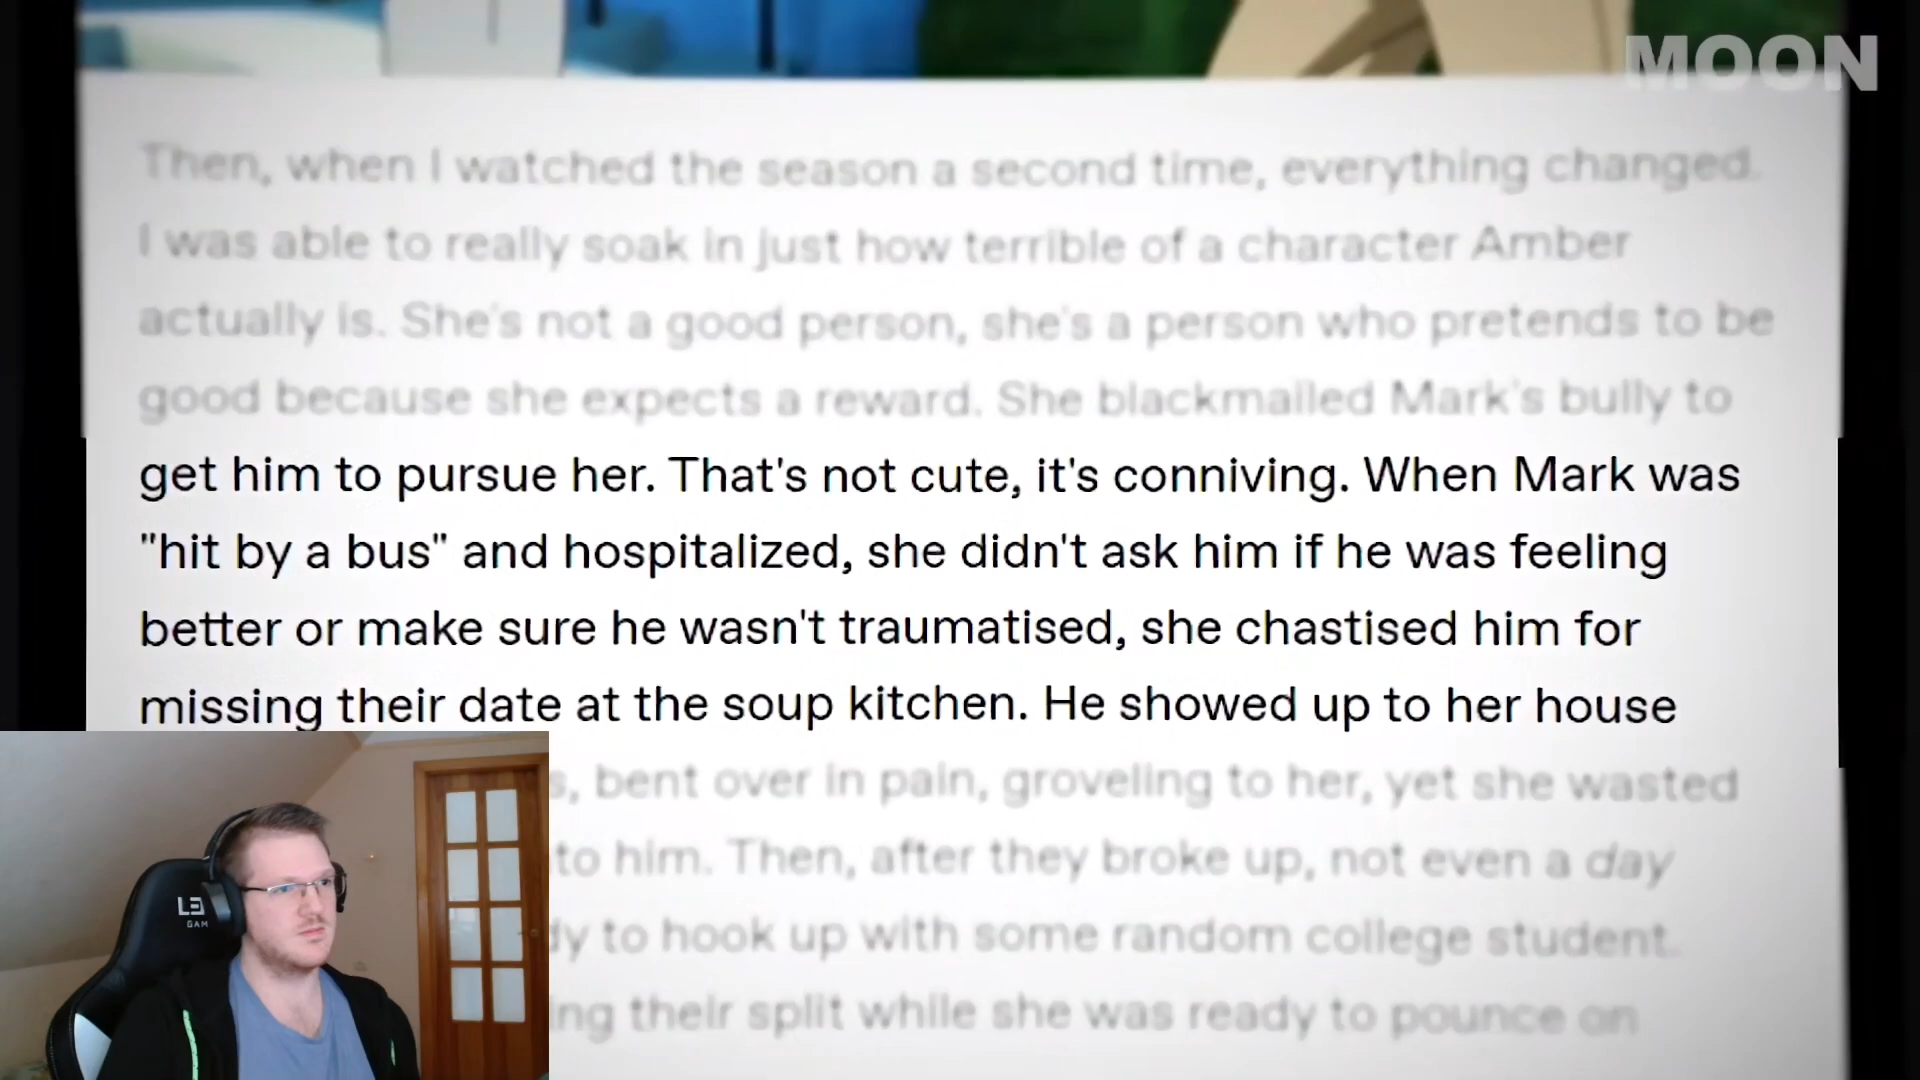 MOON
Then, when I watched the season a second time, everything changed.
I was able to really soak in just how terrible of a character Amber
actually is. She's not a good person, she's a person who pretends to be
good because she expects a reward. She blackmailed Mark's bully to
get him to pursue her. That's not cute, it's conniving. When Mark was
"hit by a bus" and hospitalized, she didn't ask him if he was feeling
better or make sure he wasn't traumatised, she chastised him for
missing their date at the soup kitchen. He showed up to her house
bent over in pain, groveling to her, yet she wasted
to him. Then, after they broke up, not even a day
to hook up with some random college student.
their split while she was ready to pounce on
GAM